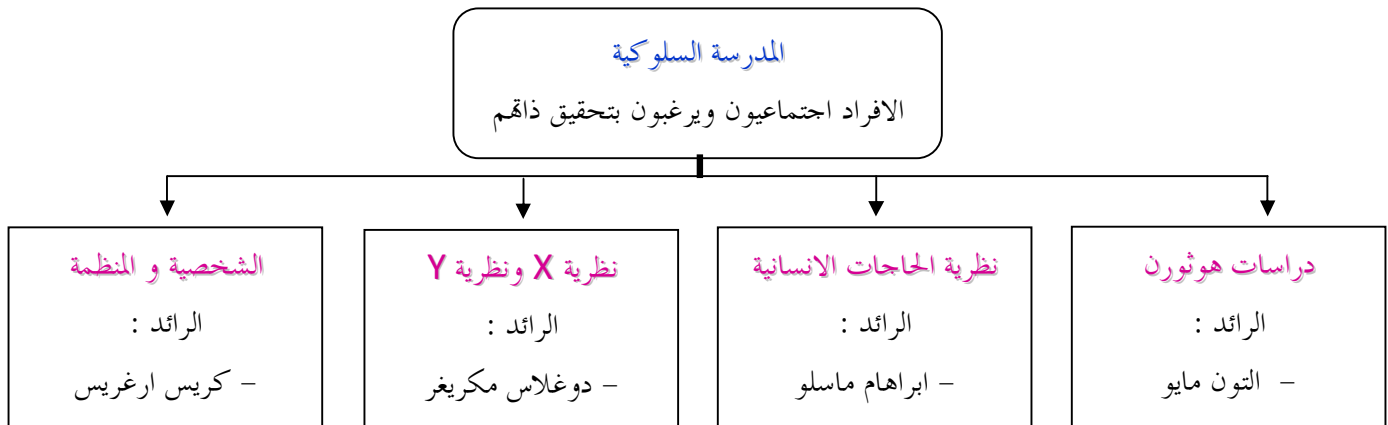 المدرسة السلوكية
الافراد اجتماعيون ويرغبون بتحقيق ذاتهم
دراسات هوثورن
الرائد :
– التون مايو
نظرية الحاجات الانسانية
الرائد :
– ابراهام ماسلو
نظرية X ونظرية Y
الرائد :
– دوغلاس مكريغر
الشخصية و المنظمة
الرائد :
– كريس ارغريس